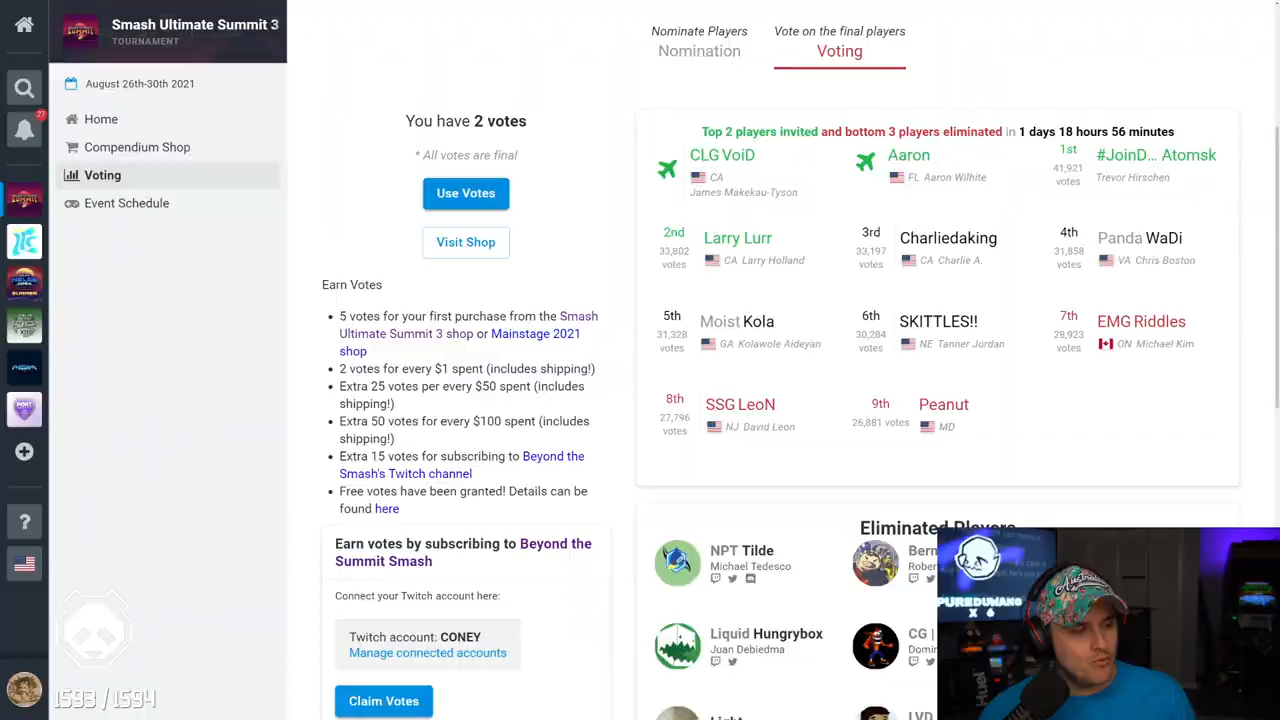 Smash Ultimate Summit 3
TOURNAMENT
August 26th-30th 2021
Home
Compendium Shop
Voting
Event Schedule
27
?
1593 / 1594
Nominate Players
Nomination
Vote on the final players
Voting
You have 2 votes
* All votes are final
Use Votes
Visit Shop
Earn Votes
• 5 votes for your first purchase from the Smash
Ultimate Summit 3 shop or Mainstage 2021
shop
• 2 votes for every $1 spent (includes shipping!)
• Extra 25 votes per every $50 spent (includes
shipping!)
• Extra 50 votes for every $100 spent (includes
shipping!)
• Extra 15 votes for subscribing to Beyond the
Smash's Twitch channel
• Free votes have been granted! Details can be
found here
Earn votes by subscribing to Beyond the
Summit Smash
Connect your Twitch account here:
Twitch account: CONEY
Manage connected accounts
Claim Votes
Top 2 players invited and bottom 3 players eliminated in 1 days 18 hours 56 minutes
CLG VoiD
CA
James Makekau-Tyson
Aaron
FL Aaron Wilhite
1st
41,921
votes
#JoinD... Atomsk
Trevor Hirschen
2nd
33,802
votes
Larry Lurr
CA Larry Holland
3rd
33,197
votes
Charliedaking
CA Charlie A.
4th
31,858
votes
Panda WaDi
VA Chris Boston
5th
31,328
votes
Moist Kola
GA Kolawole Aideyan
6th
30,284
votes
SKITTLES!!
NE Tanner Jordan
7th
28,923
votes
EMG Riddles
ON Michael Kim
8th
27,796
votes
SSG LeoN
NJ David Leon
9th
26,881 votes
Peanut
MD
Eliminated Players
NPT Tilde
Michael Tedesco
Bern
Rober
Liquid Hungrybox
Juan Debiedma
CG |
Domin
Light
LVD
PUREDUWANG
X 6
Huel